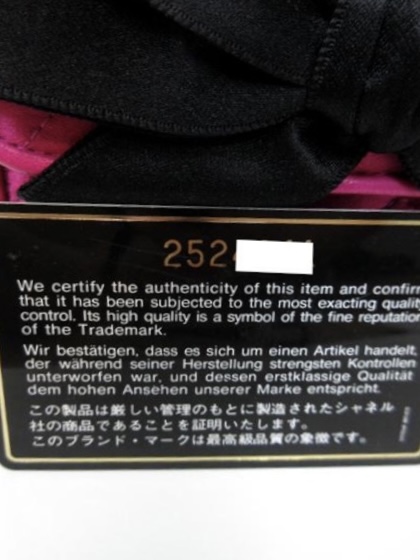 252
We certify the authenticity of this item and confirm
that it has been subjected to the most exacting quality
control. Its high quality is a symbol of the fine reputation
of the Trademark.
Wir bestätigen, dass es sich um einen Artikel handelt,
der während seiner Herstellung strengsten Kontrollen
unterworfen war, und dessen erstklassige Qualität
dem hohen Ansehen unserer Marke entspricht.
この製品は厳しい管理のもとに製造されたシャネル
社の商品であることを証明いたします。
このブランド・マークは最高級品質の象徴です。